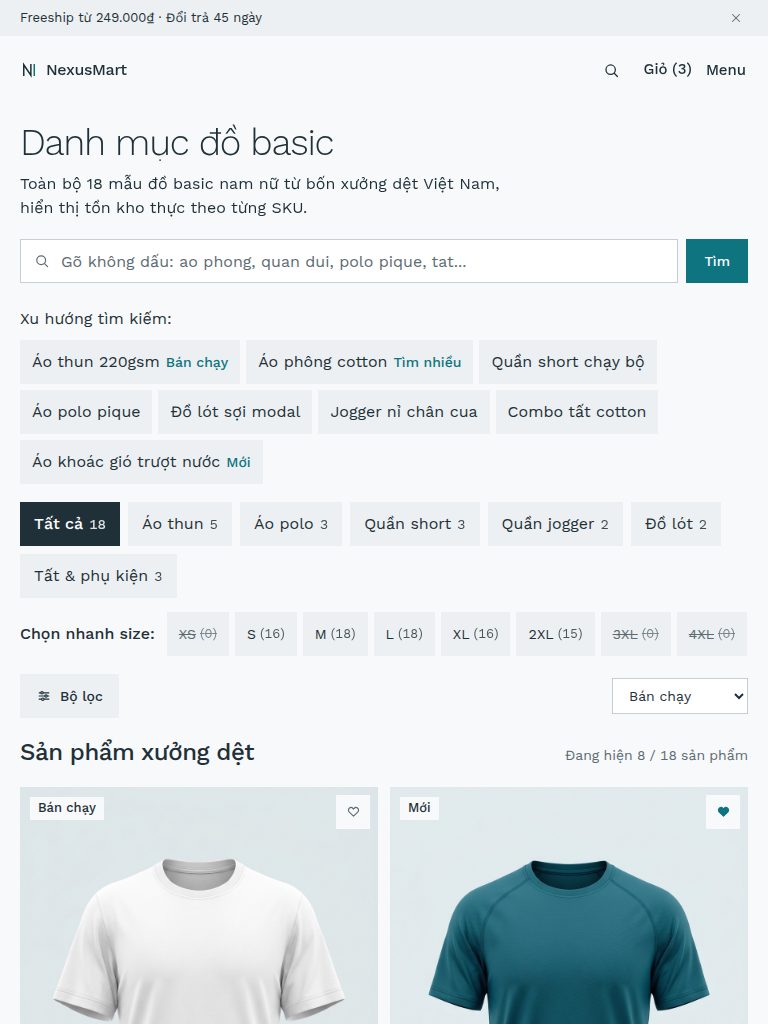 Freeship từ 249.000₫ · Đổi trả 45 ngày
NexusMart
Giỏ (3) Menu
Danh mục đồ basic
Toàn bộ 18 mẫu đồ basic nam nữ từ bốn xưởng dệt Việt Nam,
hiển thị tồn kho thực theo từng SKU.
Gõ không dấu: ao phong, quan dui, polo pique, tat...
Tìm
Xu hướng tìm kiếm:
Áo thun 220gsm Bán chạy Áo phông cotton Tìm nhiều Quần short chạy bộ
Áo polo pique Đồ lót sợi modal Jogger nỉ chân cua Combo tất cotton
Áo khoác gió trượt nước Mới
Tất cả 18 Áo thun 5 Áo polo 3 Quần short 3 Quần jogger 2 Đồ lót 2
Tất & phụ kiện 3
Chọn nhanh size: XS (0) S (16) M (18) L (18) XL (16) 2XL (15) 3XL (0) 4XL (0)
Bộ lọc Bán chạy
Sản phẩm xưởng dệt Đang hiện 8 / 18 sản phẩm
Bán chạy Mới